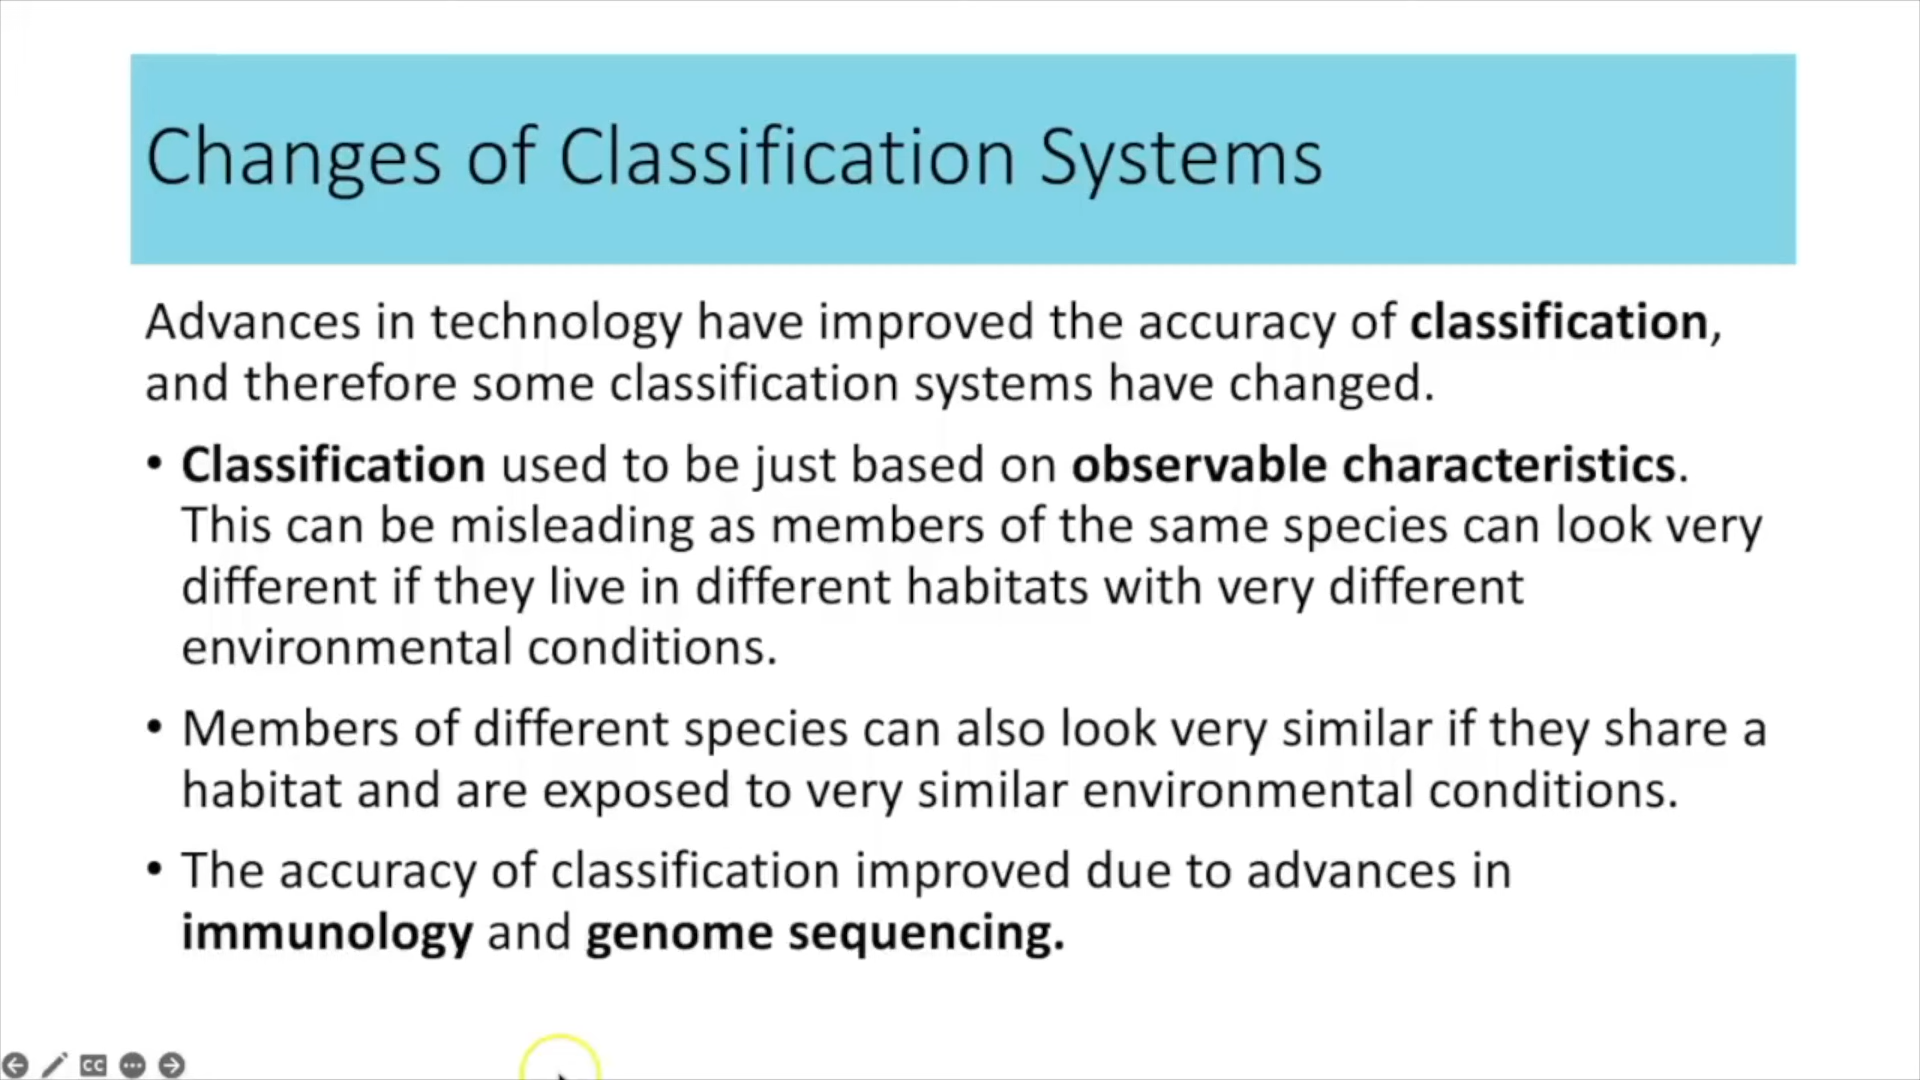 Changes of Classification Systems
Advances in technology have improved the accuracy of classification,
and therefore some classification systems have changed.
• Classification used to be just based on observable characteristics.
This can be misleading as members of the same species can look very
different if they live in different habitats with very different
environmental conditions.
• Members of different species can also look very similar if they share a
habitat and are exposed to very similar environmental conditions.
• The accuracy of classification improved due to advances in
immunology and genome sequencing.
CC